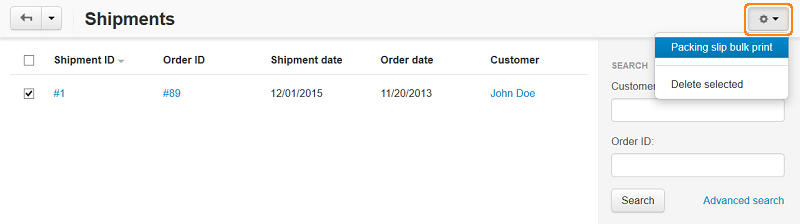 Shipments
Packing slip bulk print
Delete selected
Shipment ID Order ID Shipment date Order date Customer
#1 #89 12/01/2015 11/20/2013 John Doe
SEARCH
Customer
Order ID:
Search Advanced search